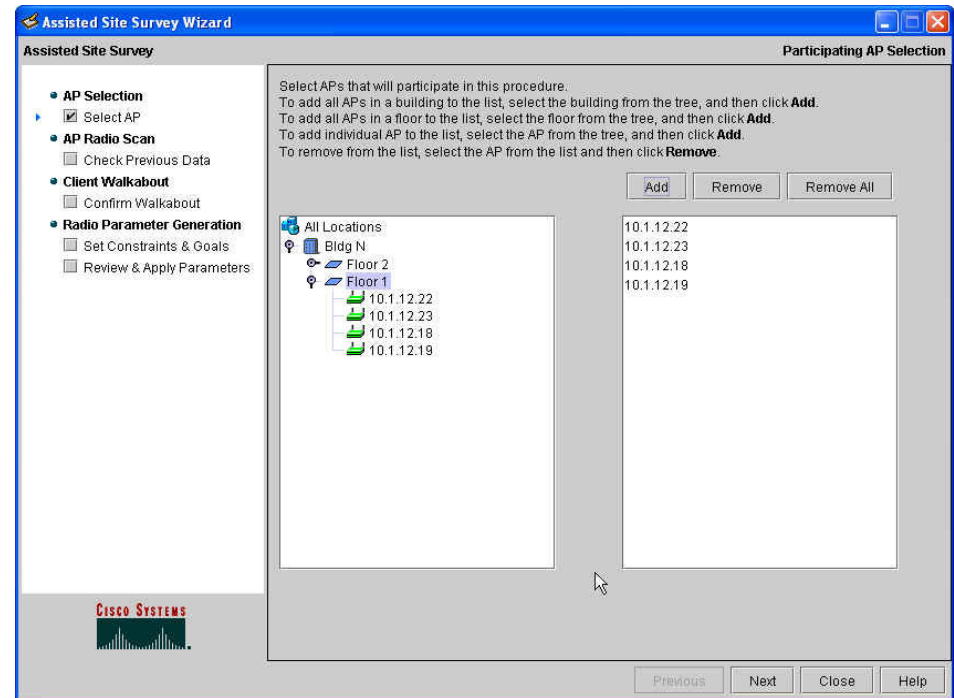 Assisted Site Survey Wizard
Assisted Site Survey
Participating AP Selection
AP Selection
Select AP
AP Radio Scan
Check Previous Data
Client Walkabout
Confirm Walkabout
Radio Parameter Generation
Set Constraints & Goals
Review & Apply Parameters
Select APs that will participate in this procedure.
To add all APs in a building to the list, select the building from the tree, and then click Add.
To add all APs in a floor to the list, select the floor from the tree, and then click Add.
To add individual AP to the list, select the AP from the tree, and then click Add.
To remove from the list, select the AP from the list and then click Remove.
Add
Remove
Remove All
All Locations
Bldg N
Floor 2
Floor 1
10.1.12.22
10.1.12.23
10.1.12.18
10.1.12.19
10.1.12.22
10.1.12.23
10.1.12.18
10.1.12.19
CISCO SYSTEMS
Previous
Next
Close
Help